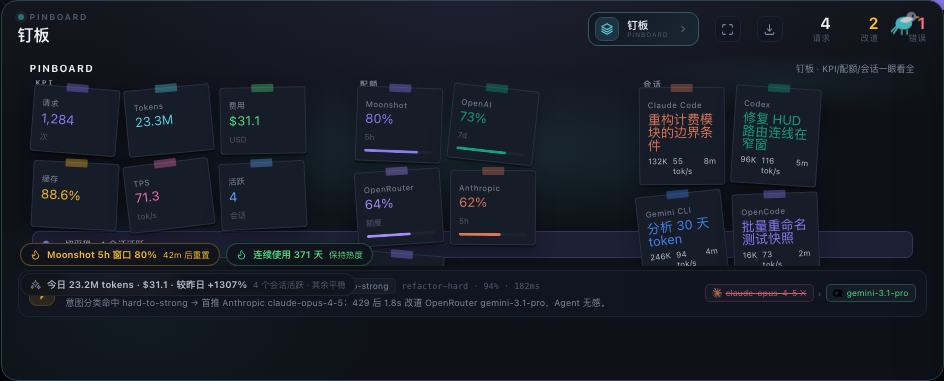 PINBOARD
钉板
钉板
PINBOARD
4
请求
2
改道
1
错误
PINBOARD
钉板 · KPI/配额/会话一眼看全
KPI
请求
1,284
次
Tokens
23.3M
费用
$31.1
USD
缓存
88.6%
TPS
71.3
tok/s
活跃
4
会话
配额
Moonshot
80%
5h
OpenAI
73%
7d
OpenRouter
64%
额度
Anthropic
62%
5h
会话
Claude Code
重构计费模
块的边界条
件
132K 55 tok/s 8m
Codex
修复 HUD
路由连线在
窄窗
96K 116 tok/s 5m
Gemini CLI
分析 30 天
token
246K 94 tok/s 4m
OpenCode
批量重命名
测试快照
16K 73 tok/s 2m
Moonshot 5h 窗口 80% 42m 后重置
连续使用 371 天 保持热度
今日 23.2M tokens · $31.1 · 较昨日 +1307% 4 个会话活跃 · 其余平稳
o-strong refactor-hard · 94% · 182ms
意图分类命中 hard-to-strong → 首推 Anthropic claude-opus-4-5；429 后 1.8s 改道 OpenRouter gemini-3.1-pro，Agent 无感。
claude-opus-4-5 ✕ › gemini-3.1-pro